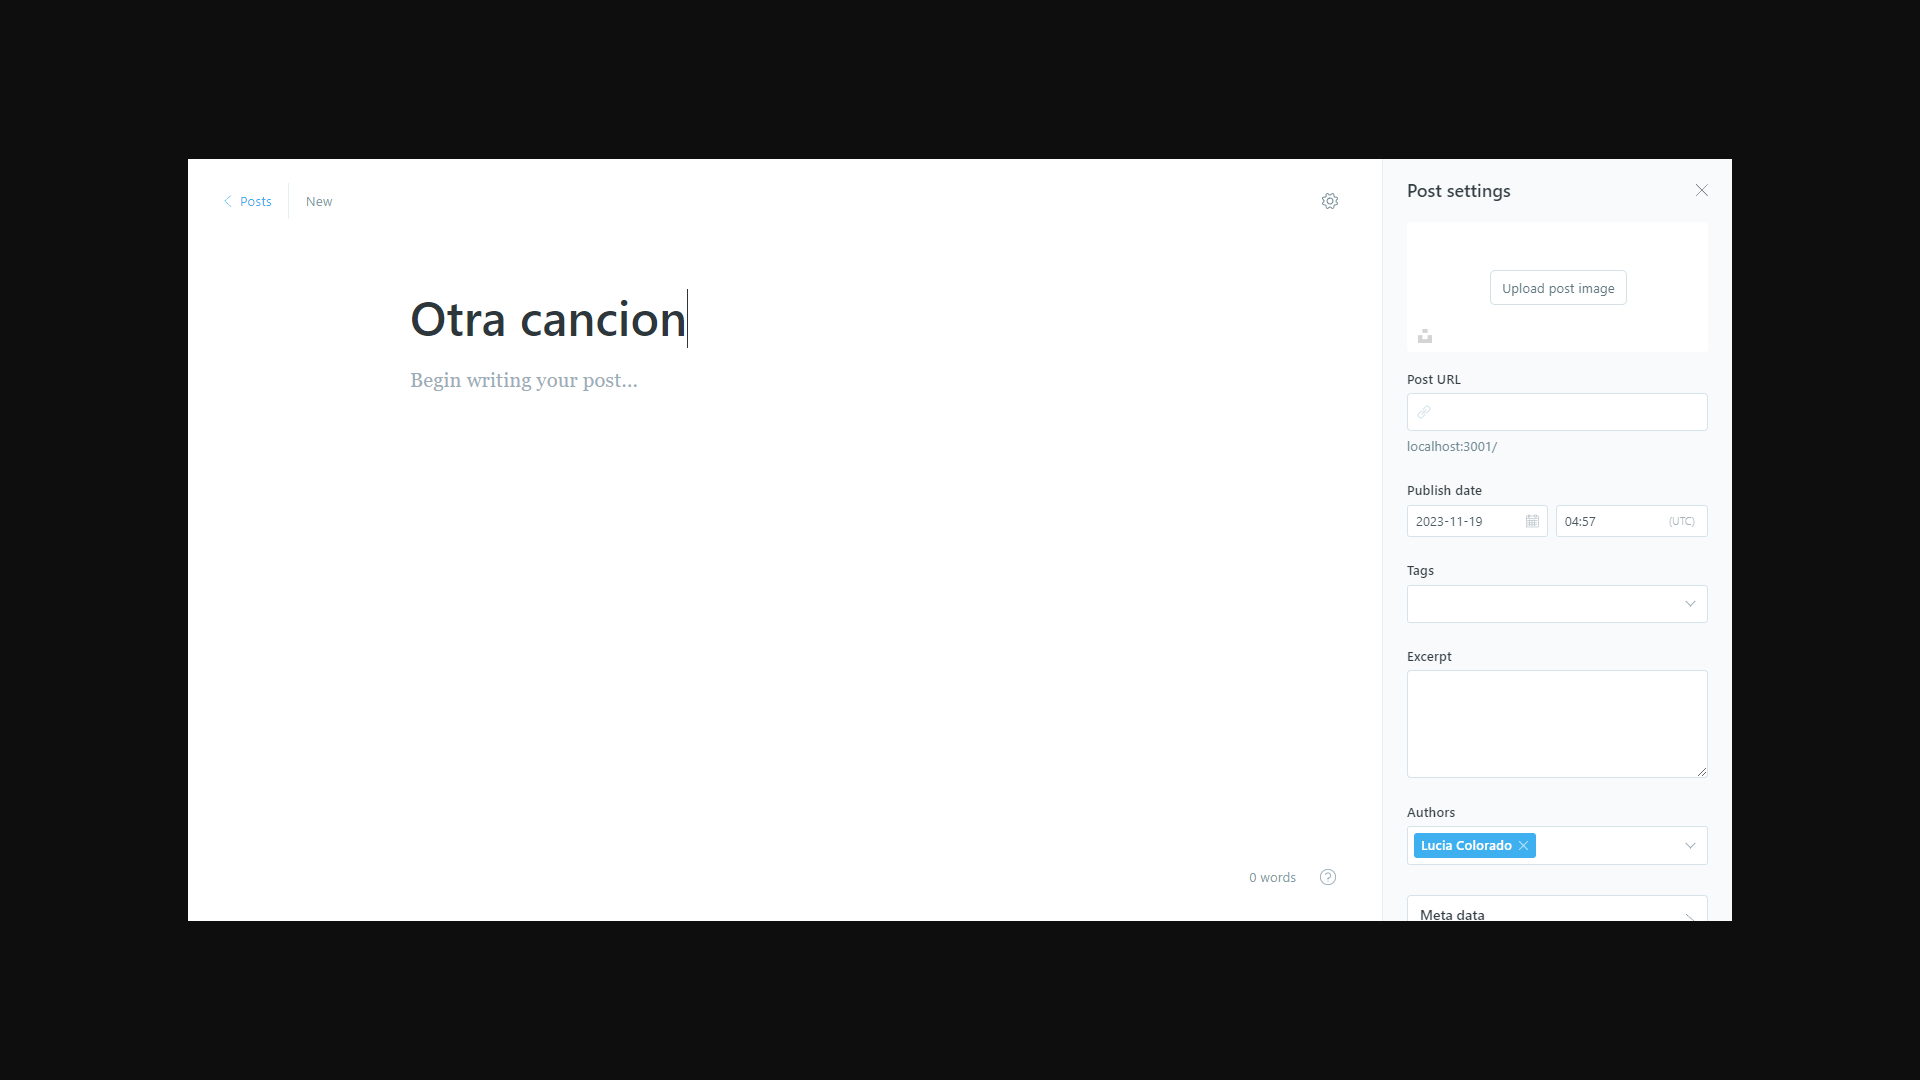 Posts
New
Otra cancion
Begin writing your post...
0 words
Post settings
Upload post image
Post URL
localhost:3001/
Publish date
2023-11-19
04:57
(UTC)
Tags
Excerpt
Authors
Lucia Colorado
Meta data